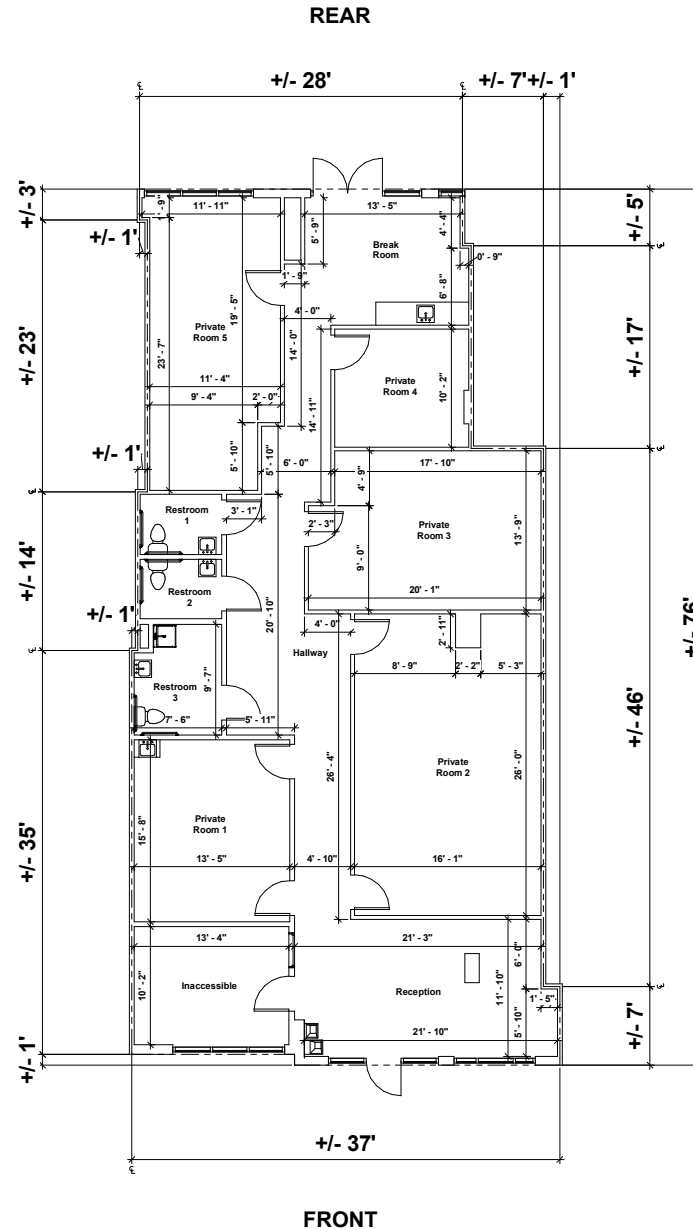 REAR
+/- 28'
+/- 7'
+/- 1'
+/- 3'
+/- 1'
+/- 23'
+/- 1'
+/- 14'
+/- 1'
+/- 35'
+/- 1'
+/- 5'
+/- 17'
+/- 46'
+/- 7'
+/- 76'
+/- 37'
11' - 11"
13' - 5"
5' - 9"
4' - 4"
Break
Room
0' - 9"
1' - 9"
6' - 8"
19' - 5"
4' - 0"
Private
Room 5
23' - 7"
14' - 0"
11' - 4"
9' - 4"
2' - 0"
Private
Room 4
10' - 2"
14' - 11"
5' - 10"
5' - 10"
6' - 0"
17' - 10"
4' - 9"
Restroom
1
3' - 1"
2' - 3"
Private
Room 3
13' - 9"
9' - 0"
Restroom
2
20' - 1"
20' - 10"
4' - 0"
2' - 11"
Hallway
8' - 9"
2' - 2"
5' - 3"
Restroom
3
9' - 7"
7' - 6"
5' - 11"
26' - 4"
Private
Room 2
26' - 0"
Private
Room 1
15' - 8"
13' - 5"
4' - 10"
16' - 1"
13' - 4"
21' - 3"
10' - 2"
Inaccessible
Reception
11' - 10"
6' - 0"
1' - 5"
5' - 10"
21' - 10"
FRONT